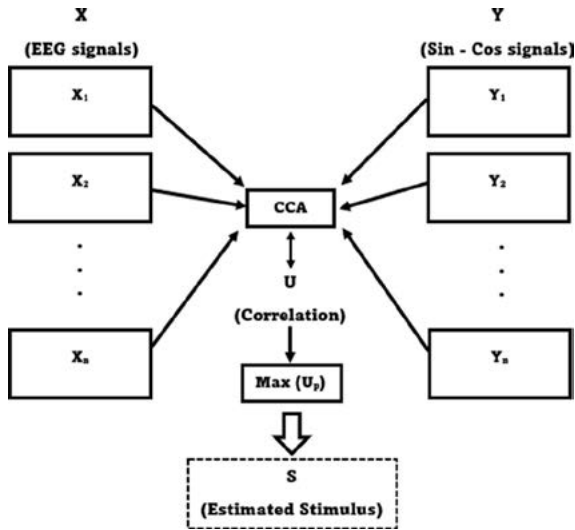 X
(EEG signals)
Y
(Sin - Cos signals)
X₁
Y₁
X₂
Y₂
CCA
U
(Correlation)
Xₙ
Yₙ
Max (Uₚ)
S
(Estimated Stimulus)